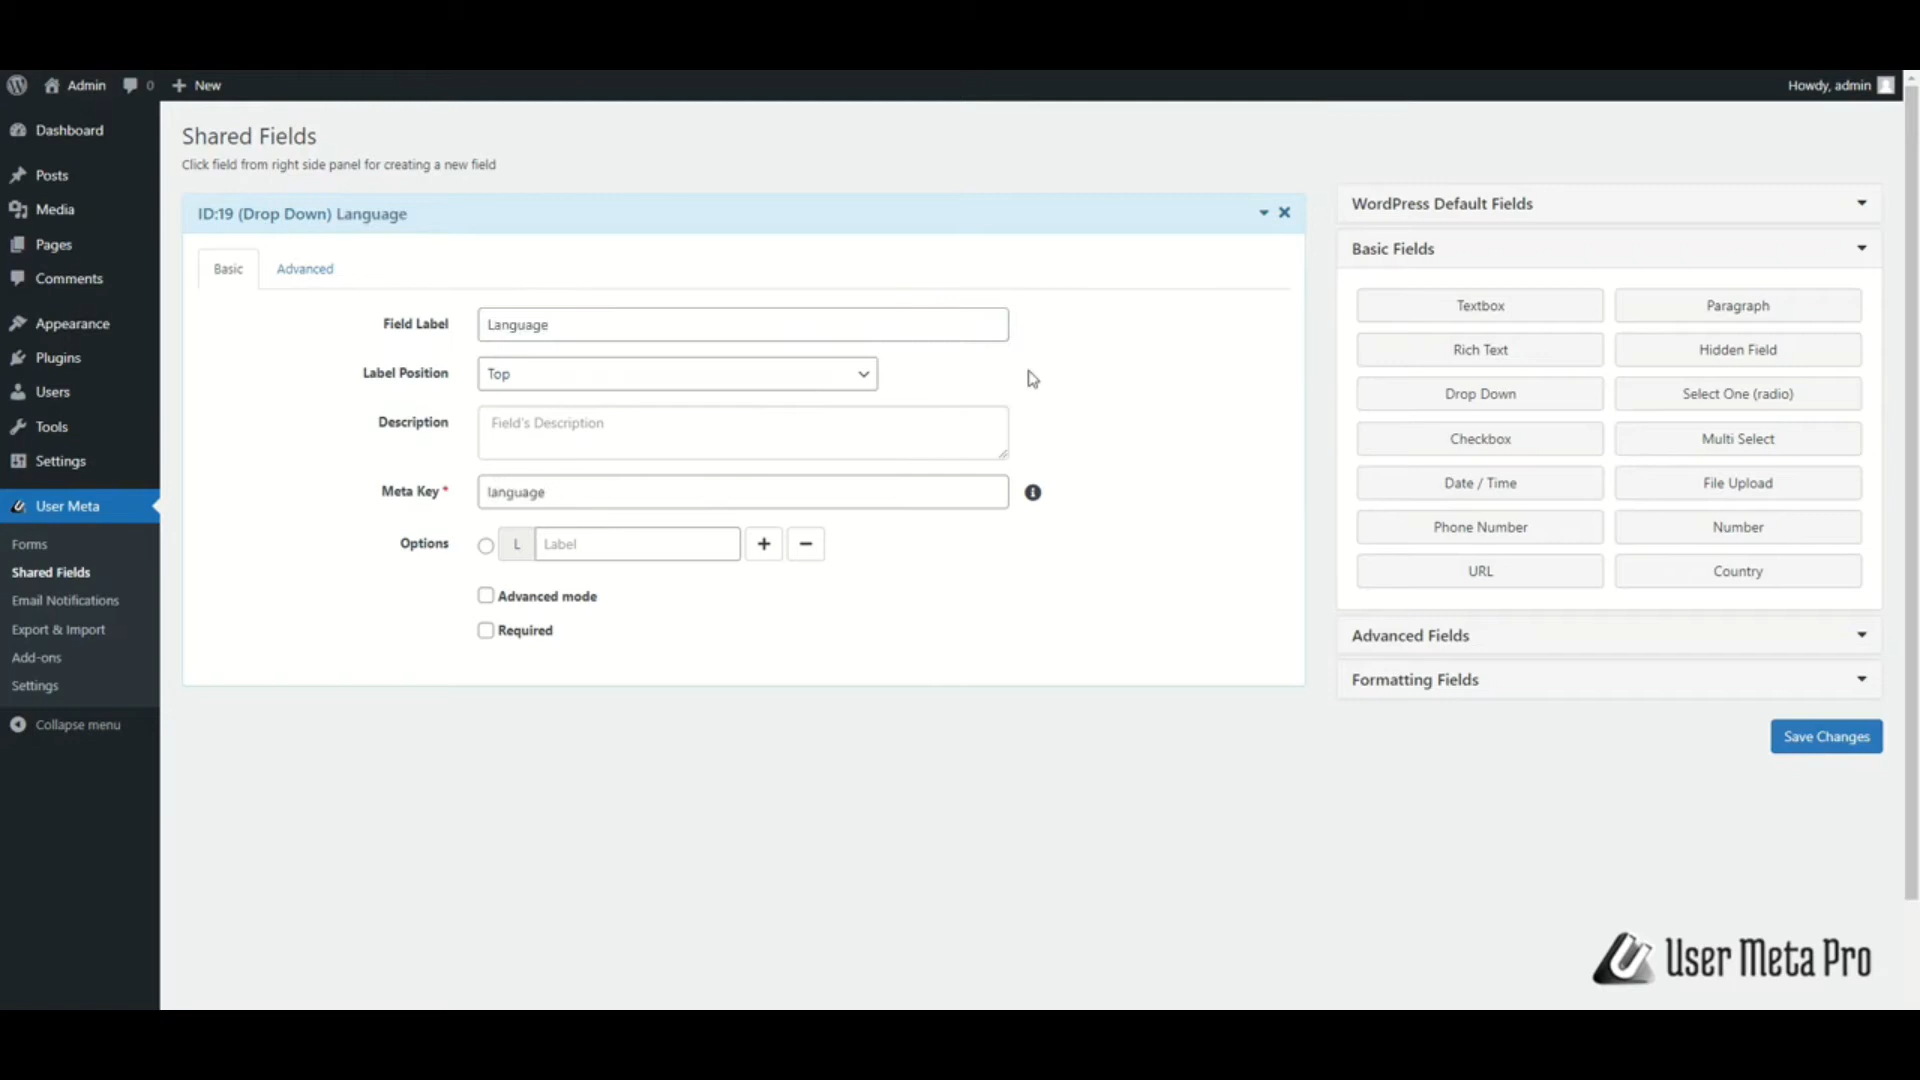 Admin
0
New
Howdy, admin
Dashboard
Posts
Media
Pages
Comments
Appearance
Plugins
Users
Tools
Settings
User Meta
Forms
Shared Fields
Email Notifications
Export & Import
Add-ons
Settings
Collapse menu
Shared Fields
Click field from right side panel for creating a new field
ID:19 (Drop Down) Language
Basic
Advanced
Field Label
Language
Label Position
Top
Description
Field's Description
Meta Key *
language
Options
L
Label
Advanced mode
Required
WordPress Default Fields
Basic Fields
Textbox
Paragraph
Rich Text
Hidden Field
Drop Down
Select One (radio)
Checkbox
Multi Select
Date / Time
File Upload
Phone Number
Number
URL
Country
Advanced Fields
Formatting Fields
Save Changes
User Meta Pro